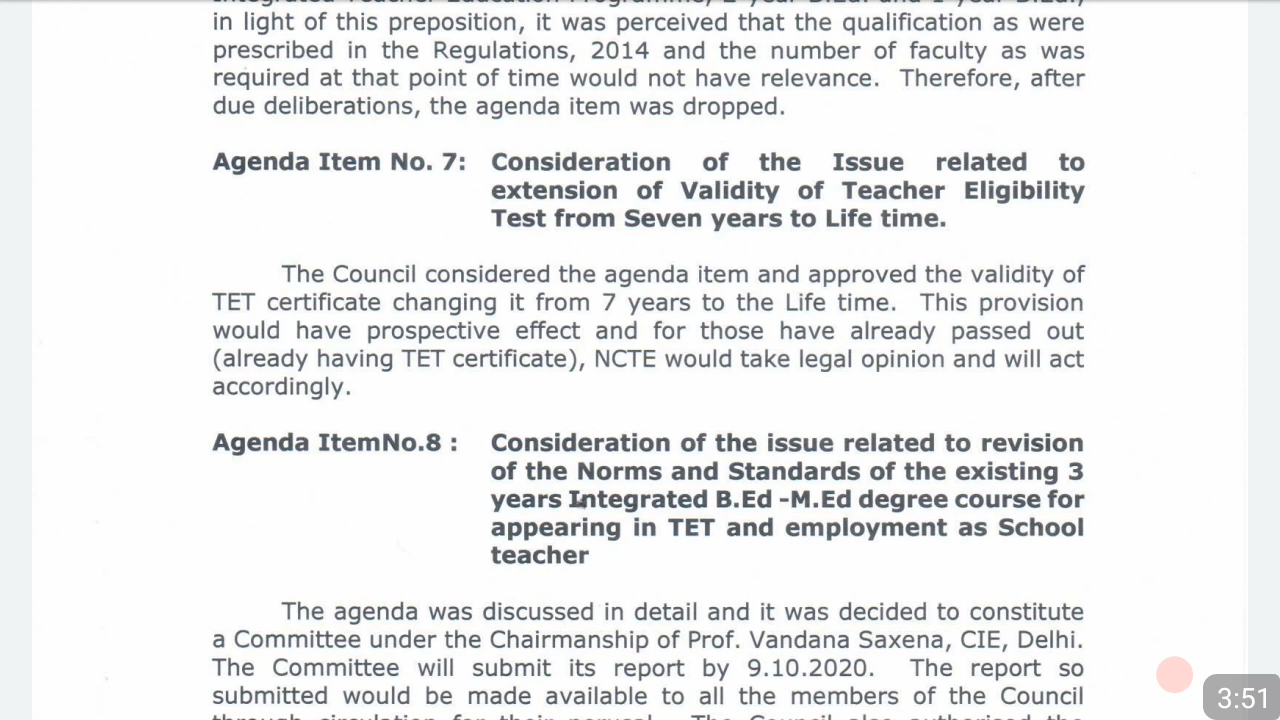 in light of this preposition, it was perceived that the qualification as were
prescribed in the Regulations, 2014 and the number of faculty as was
required at that point of time would not have relevance. Therefore, after
due deliberations, the agenda item was dropped.
Agenda Item No. 7: Consideration of the Issue related to
extension of Validity of Teacher Eligibility
Test from Seven years to Life time.
The Council considered the agenda item and approved the validity of
TET certificate changing it from 7 years to the Life time. This provision
would have prospective effect and for those have already passed out
(already having TET certificate), NCTE would take legal opinion and will act
accordingly.
Agenda ItemNo.8 : Consideration of the issue related to revision
of the Norms and Standards of the existing 3
years Integrated B.Ed -M.Ed degree course for
appearing in TET and employment as School
teacher
The agenda was discussed in detail and it was decided to constitute
a Committee under the Chairmanship of Prof. Vandana Saxena, CIE, Delhi.
The Committee will submit its report by 9.10.2020. The report so
submitted would be made available to all the members of the Council
3:51